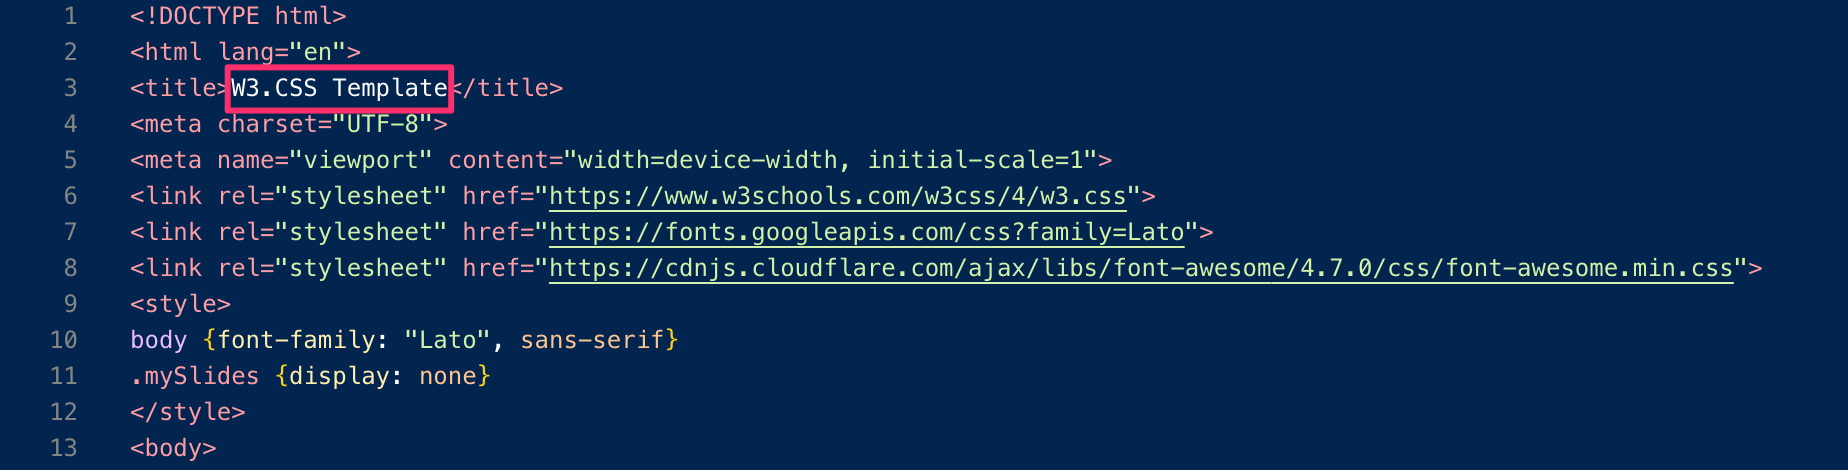 1 <!DOCTYPE html>
2 <html lang="en">
3 <title>W3.CSS Template</title>
4 <meta charset="UTF-8">
5 <meta name="viewport" content="width=device-width, initial-scale=1">
6 <link rel="stylesheet" href="https://www.w3schools.com/w3css/4/w3.css">
7 <link rel="stylesheet" href="https://fonts.googleapis.com/css?family=Lato">
8 <link rel="stylesheet" href="https://cdnjs.cloudflare.com/ajax/libs/font-awesome/4.7.0/css/font-awesome.min.css">
9 <style>
10 body {font-family: "Lato", sans-serif}
11 .mySlides {display: none}
12 </style>
13 <body>